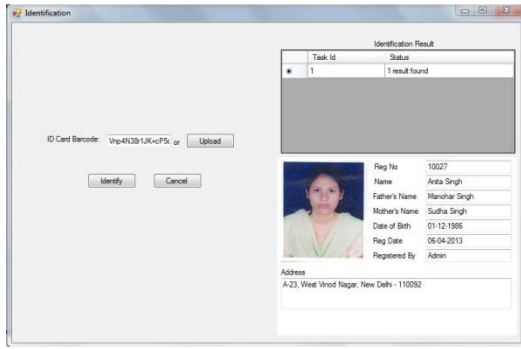 Identification
Identification Result
Task Id Status
1 1 result found
ID Card Barcode: or Upload
Identify Cancel
Reg No 10027
Name Anita Singh
Father's Name Manohar Singh
Mother's Name Sudha Singh
Date of Birth 01-12-1986
Reg Date 06-04-2013
Registered By Admin
Address
A-23, West Vinod Nagar, New Delhi - 110092